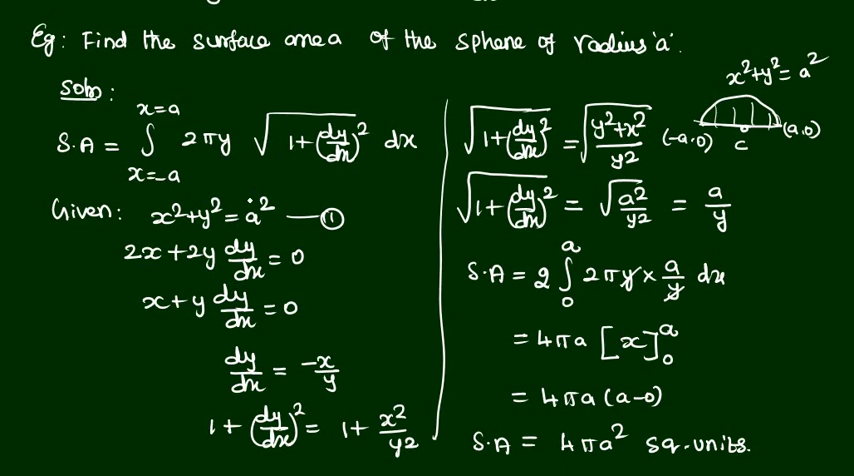 Eg: Find the surface area of the sphere of radius 'a'.
Soln:
S.A = ∫_{x=-a}^{x=a} 2πy √(1+(dy/dx)²) dx
Given: x²+y² = a² —①
2x+2y dy/dx = 0
x+y dy/dx = 0
dy/dx = -x/y
1+(dy/dx)² = 1+ x²/y²
x²+y² = a²
(-a,0) c (a,0)
√(1+(dy/dx)²) = √((y²+x²)/y²)
√(1+(dy/dx)²) = √(a²/y²) = a/y
S.A = 2 ∫_0^a 2πy × a/y dx
= 4πa [x]_0^a
= 4πa (a-0)
S.A = 4πa² sq.units.